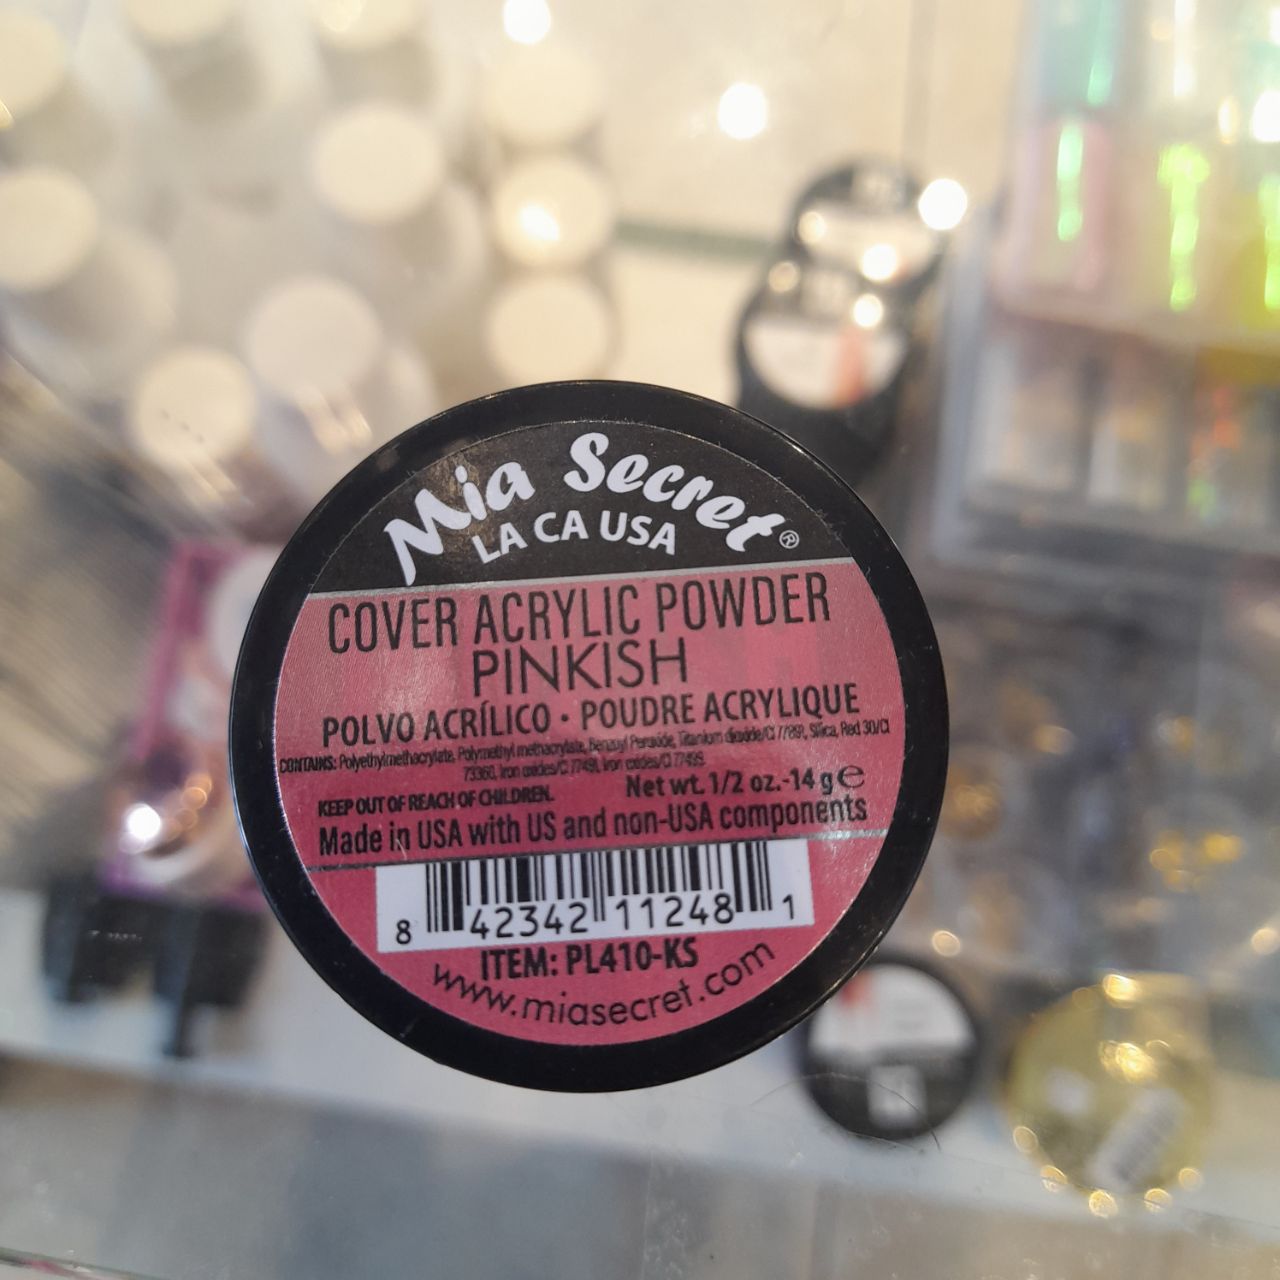 Mia Secret®
LA CA USA
COVER ACRYLIC POWDER
PINKISH
POLVO ACRÍLICO · POUDRE ACRYLIQUE
CONTAINS: Polyethylmethacrylate, Polymethyl methacrylate, Benzoyl Peroxide, Titanium dioxide/CI 77891, Silica, Red 30/CI
73360, Iron oxides/CI 77491, Iron oxides/CI 77499.
KEEP OUT OF REACH OF CHILDREN. Net wt. 1/2 oz.-14 g ℮
Made in USA with US and non-USA components
8 42342 11248 1
ITEM: PL410-KS
www.miasecret.com